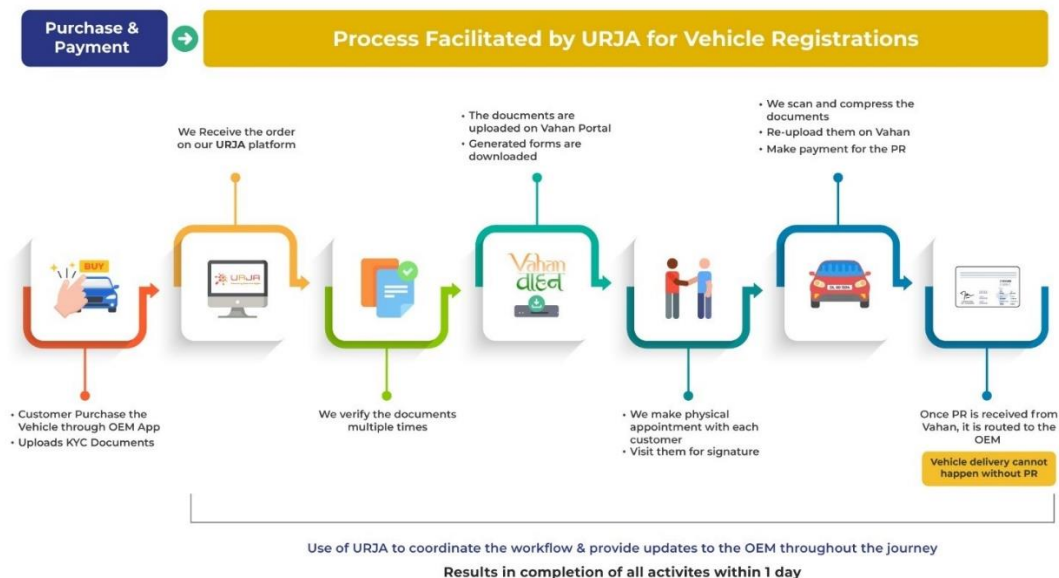 Purchase &
Payment
Process Facilitated by URJA for Vehicle Registrations
We Receive the order
on our URJA platform
• The doucments are
uploaded on Vahan Portal
• Generated forms are
downloaded
• We scan and compress the
documents
• Re-upload them on Vahan
• Make payment for the PR
BUY
URJA
Vahan
વાહન
• Customer Purchase the
Vehicle through OEM App
• Uploads KYC Documents
We verify the documents
multiple times
• We make physical
appointment with each
customer
• Visit them for signature
Once PR is received from
Vahan, it is routed to the
OEM
Vehicle delivery cannot
happen without PR
Use of URJA to coordinate the workflow & provide updates to the OEM throughout the journey
Results in completion of all activites within 1 day